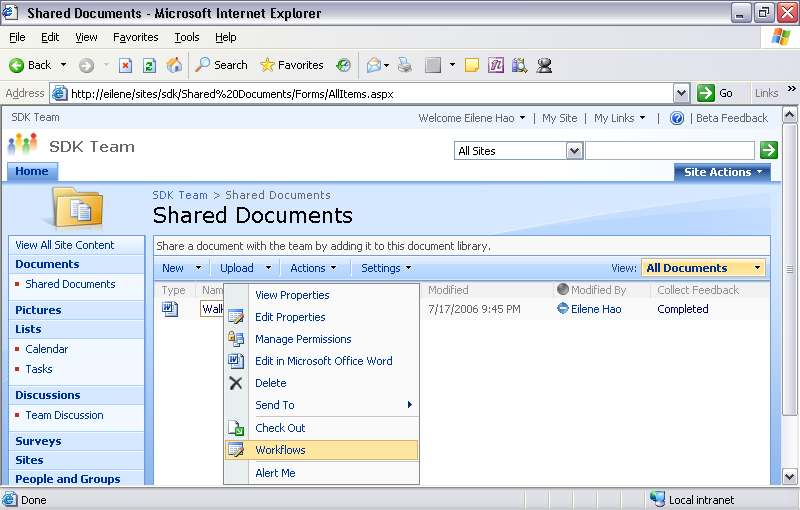 Shared Documents - Microsoft Internet Explorer
File Edit View Favorites Tools Help
Back Search Favorites
Address http://eilene/sites/sdk/Shared%20Documents/Forms/AllItems.aspx Go Links »
SDK Team Welcome Eilene Hao | My Site | My Links | Beta Feedback
SDK Team All Sites
Home Site Actions
SDK Team > Shared Documents
Shared Documents
View All Site Content
Share a document with the team by adding it to this document library.
Documents
New Upload Actions Settings View: All Documents
Shared Documents
Type Modified Modified By Collect Feedback
7/17/2006 9:45 PM Eilene Hao Completed
Pictures
Lists
Calendar
Tasks
Discussions
Team Discussion
Surveys
Sites
People and Groups
View Properties
Edit Properties
Manage Permissions
Edit in Microsoft Office Word
Delete
Send To
Check Out
Workflows
Alert Me
Done Local intranet